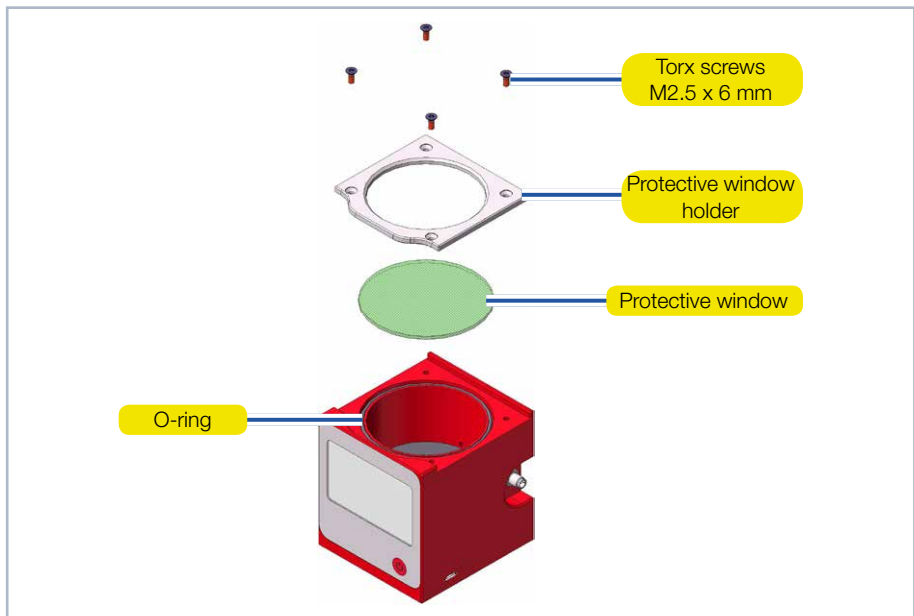 Torx screws
M2.5 x 6 mm
Protective window
holder
Protective window
O-ring